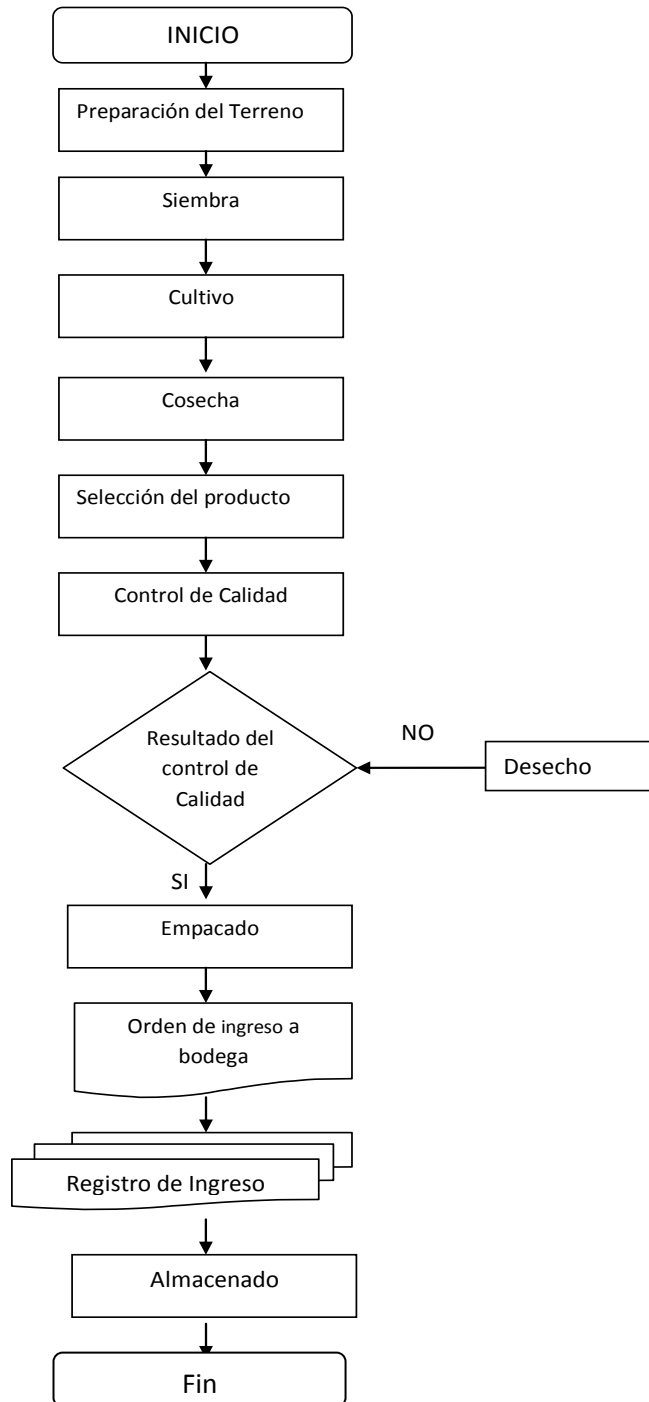 INICIO
Preparación del Terreno
Siembra
Cultivo
Cosecha
Selección del producto
Control de Calidad
Resultado del
control de
Calidad
NO
Desecho
SI
Empacado
Orden de ingreso a
bodega
Registro de Ingreso
Almacenado
Fin